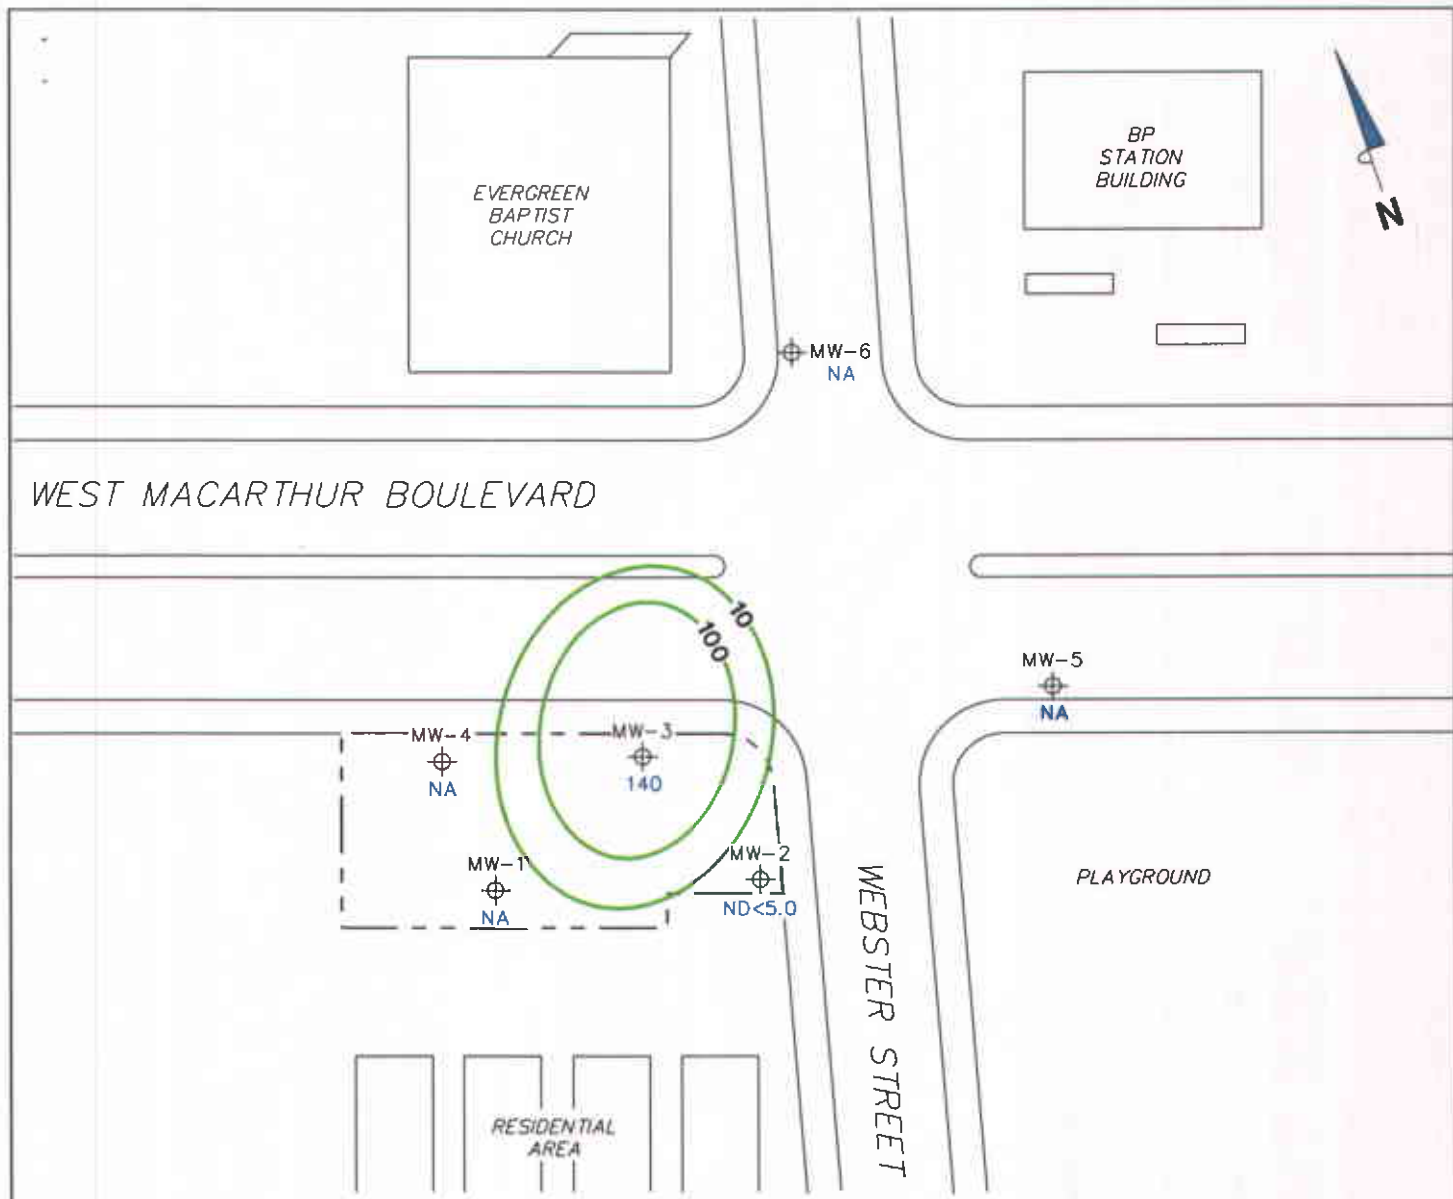 EVERGREEN
BAPTIST
CHURCH
BP
STATION
BUILDING
N
MW-6
NA
WEST MACARTHUR BOULEVARD
10
100
MW-5
NA
MW-4
NA
MW-3
140
MW-1
NA
MW-2
ND<5.0
PLAYGROUND
WEBSTER STREET
RESIDENTIAL
AREA